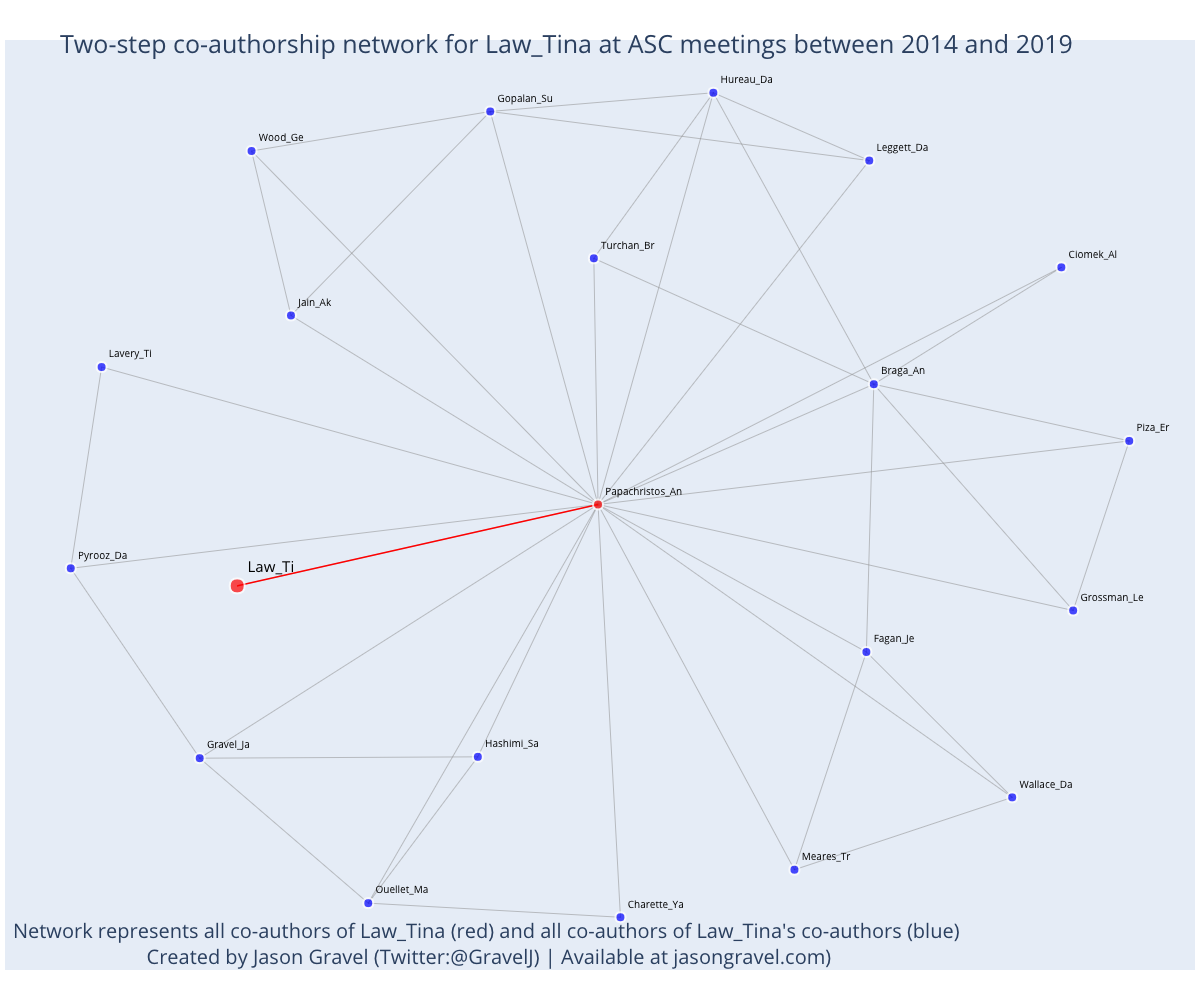 Two-step co-authorship network for Law_Tina at ASC meetings between 2014 and 2019
Hureau_Da
Gopalan_Su
Wood_Ge
Leggett_Da
Turchan_Br
Ciomek_Al
Jain_Ak
Lavery_Ti
Braga_An
Piza_Er
Papachristos_An
Pyrooz_Da
Law_Ti
Grossman_Le
Fagan_Je
Gravel_Ja
Hashimi_Sa
Wallace_Da
Meares_Tr
Ouellet_Ma
Charette_Ya
Network represents all co-authors of Law_Tina (red) and all co-authors of Law_Tina's co-authors (blue)
Created by Jason Gravel (Twitter:@GravelJ) | Available at jasongravel.com)